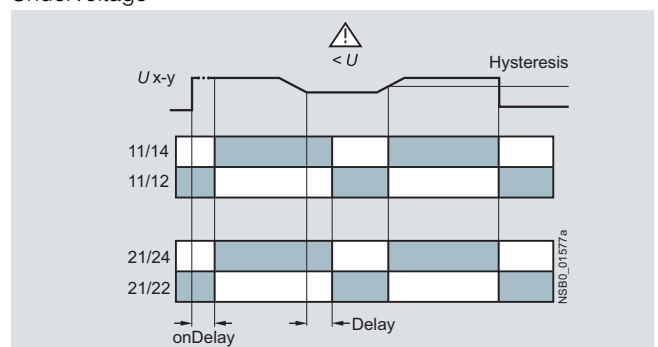 Undervoltage
< U
Hysteresis
U x-y
11/14
11/12
21/24
21/22
NSB0_01577a
onDelay
Delay